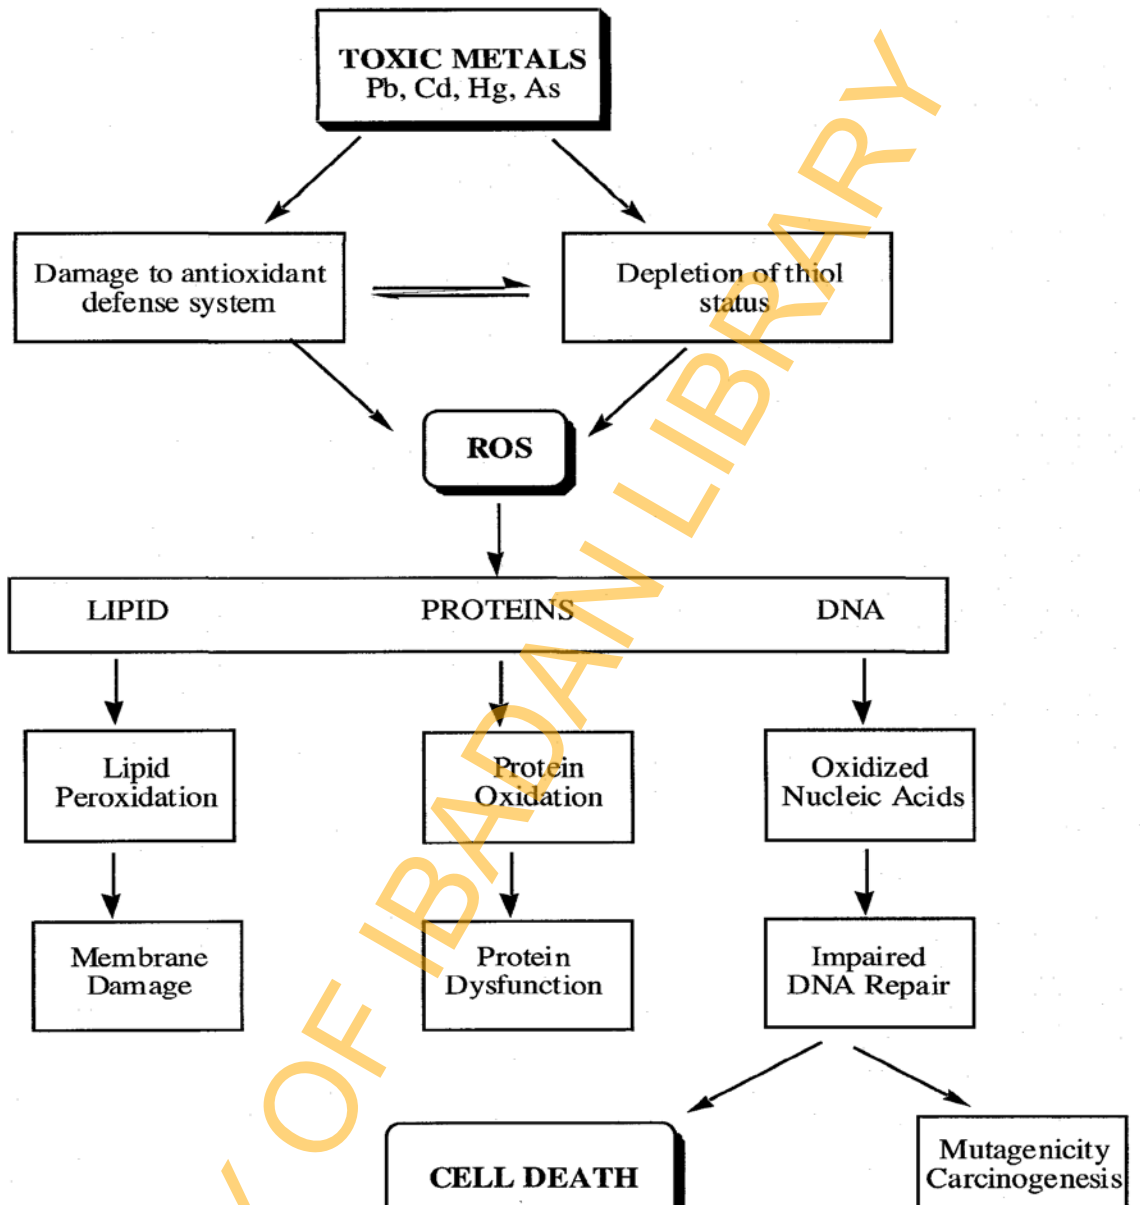 TOXIC METALS
Pb, Cd, Hg, As
Damage to antioxidant
defense system
Depletion of thiol
status
ROS
LIPID PROTEINS DNA
Lipid
Peroxidation
Protein
Oxidation
Oxidized
Nucleic Acids
Membrane
Damage
Protein
Dysfunction
Impaired
DNA Repair
CELL DEATH
Mutagenicity
Carcinogenesis
Y OF IBADAN LIBRARY